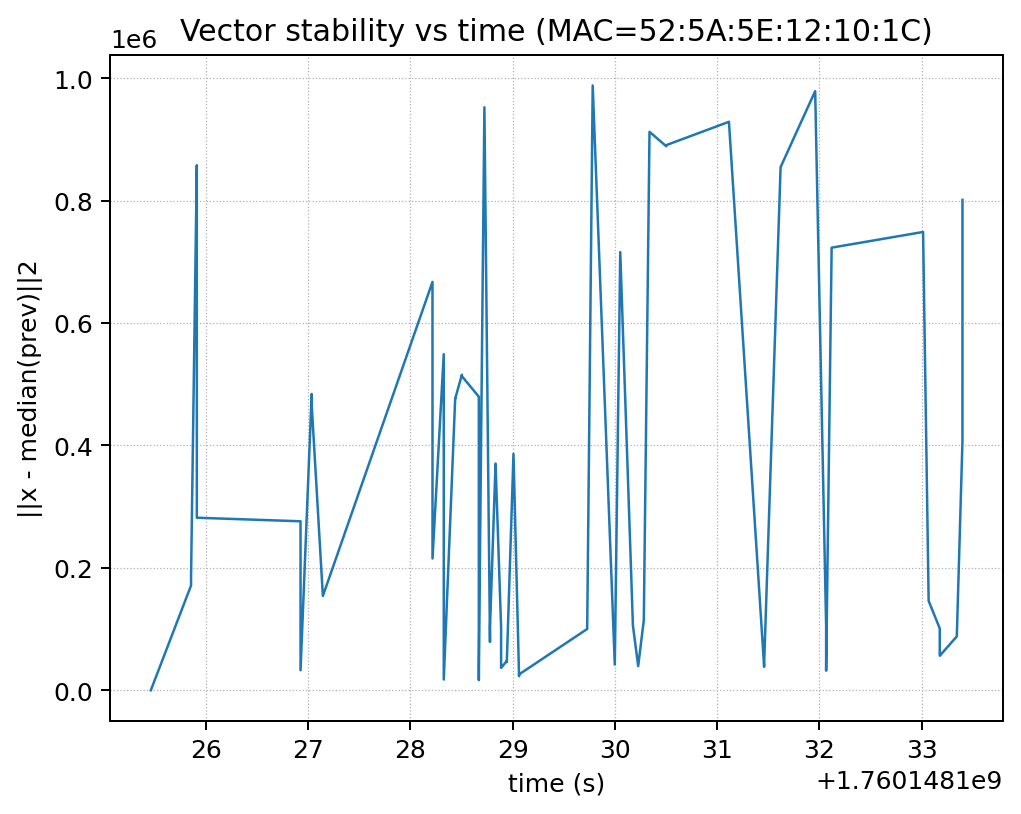 Vector stability vs time (MAC=52:5A:5E:12:10:1C)
1e6
1.0
0.8
0.6
0.4
0.2
0.0
||x - median(prev)||2
26 27 28 29 30 31 32 33
time (s)
+1.7601481e9